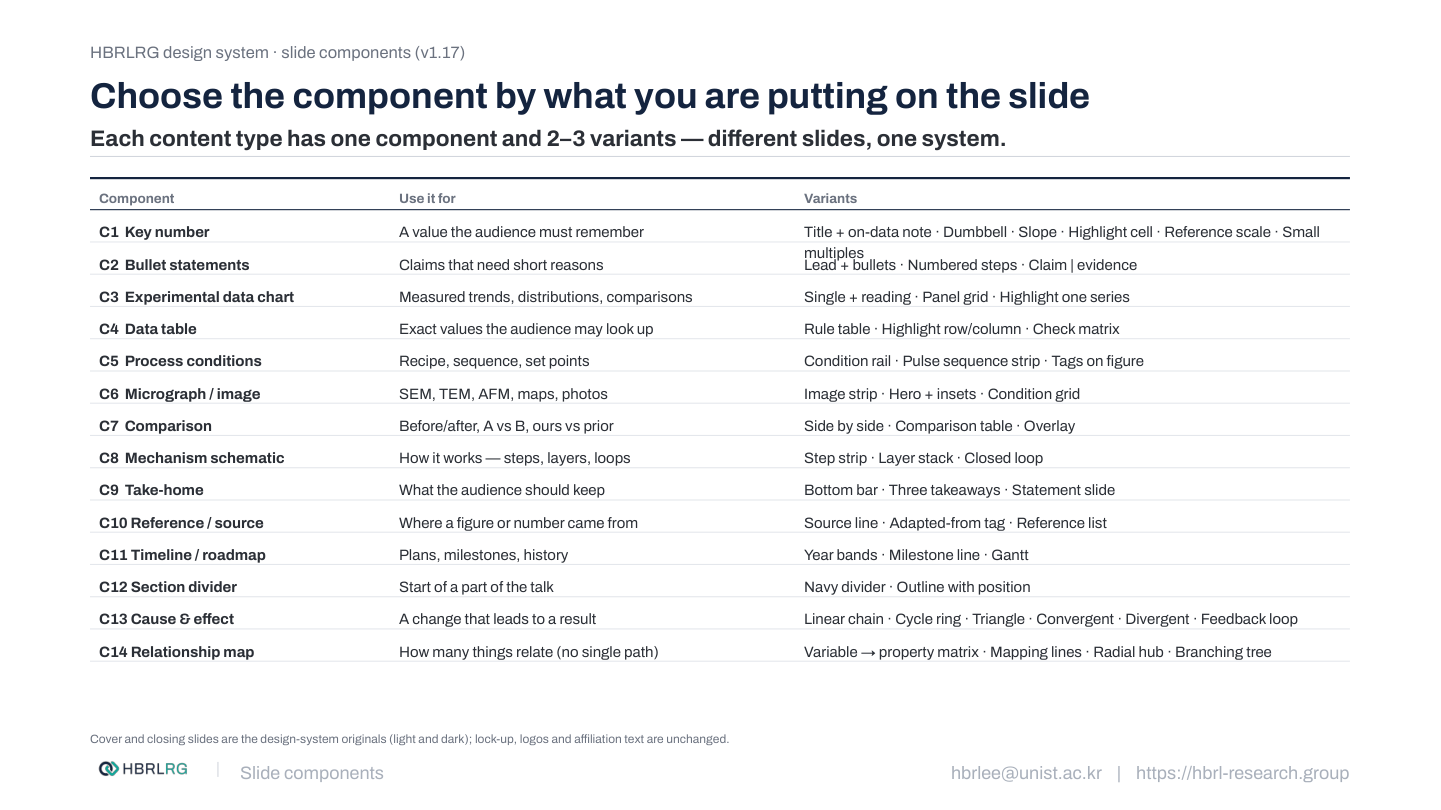 HBRLRG design system · slide components (v1.17)
Choose the component by what you are putting on the slide
Each content type has one component and 2–3 variants — different slides, one system.
Component Use it for Variants
C1 Key number A value the audience must remember Title + on-data note · Dumbbell · Slope · Highlight cell · Reference scale · Small
multiples
C2 Bullet statements Claims that need short reasons Lead + bullets · Numbered steps · Claim | evidence
C3 Experimental data chart Measured trends, distributions, comparisons Single + reading · Panel grid · Highlight one series
C4 Data table Exact values the audience may look up Rule table · Highlight row/column · Check matrix
C5 Process conditions Recipe, sequence, set points Condition rail · Pulse sequence strip · Tags on figure
C6 Micrograph / image SEM, TEM, AFM, maps, photos Image strip · Hero + insets · Condition grid
C7 Comparison Before/after, A vs B, ours vs prior Side by side · Comparison table · Overlay
C8 Mechanism schematic How it works — steps, layers, loops Step strip · Layer stack · Closed loop
C9 Take-home What the audience should keep Bottom bar · Three takeaways · Statement slide
C10 Reference / source Where a figure or number came from Source line · Adapted-from tag · Reference list
C11 Timeline / roadmap Plans, milestones, history Year bands · Milestone line · Gantt
C12 Section divider Start of a part of the talk Navy divider · Outline with position
C13 Cause & effect A change that leads to a result Linear chain · Cycle ring · Triangle · Convergent · Divergent · Feedback loop
C14 Relationship map How many things relate (no single path) Variable → property matrix · Mapping lines · Radial hub · Branching tree
Cover and closing slides are the design-system originals (light and dark); lock-up, logos and affiliation text are unchanged.
HBRLRG | Slide components hbrlee@unist.ac.kr | https://hbrl-research.group